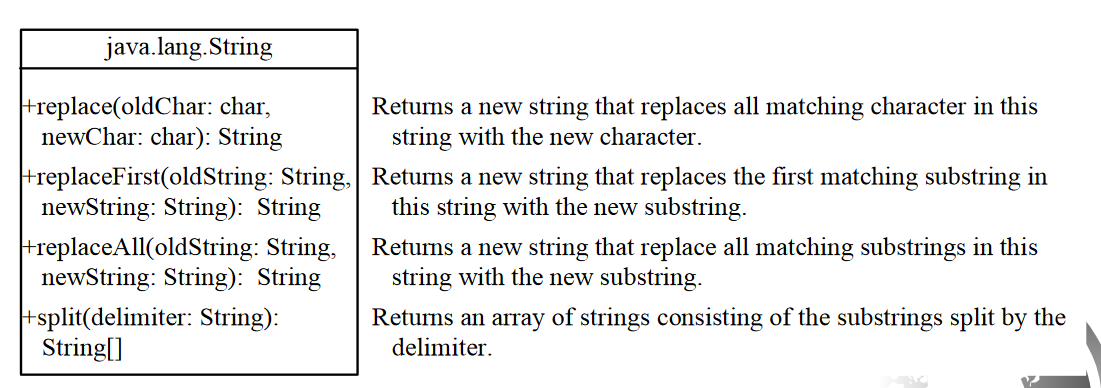 java.lang.String
+replace(oldChar: char,
newChar: char): String
Returns a new string that replaces all matching character in this
string with the new character.
+replaceFirst(oldString: String,
newString: String): String
Returns a new string that replaces the first matching substring in
this string with the new substring.
+replaceAll(oldString: String,
newString: String): String
Returns a new string that replace all matching substrings in this
string with the new substring.
+split(delimiter: String):
String[]
Returns an array of strings consisting of the substrings split by the
delimiter.